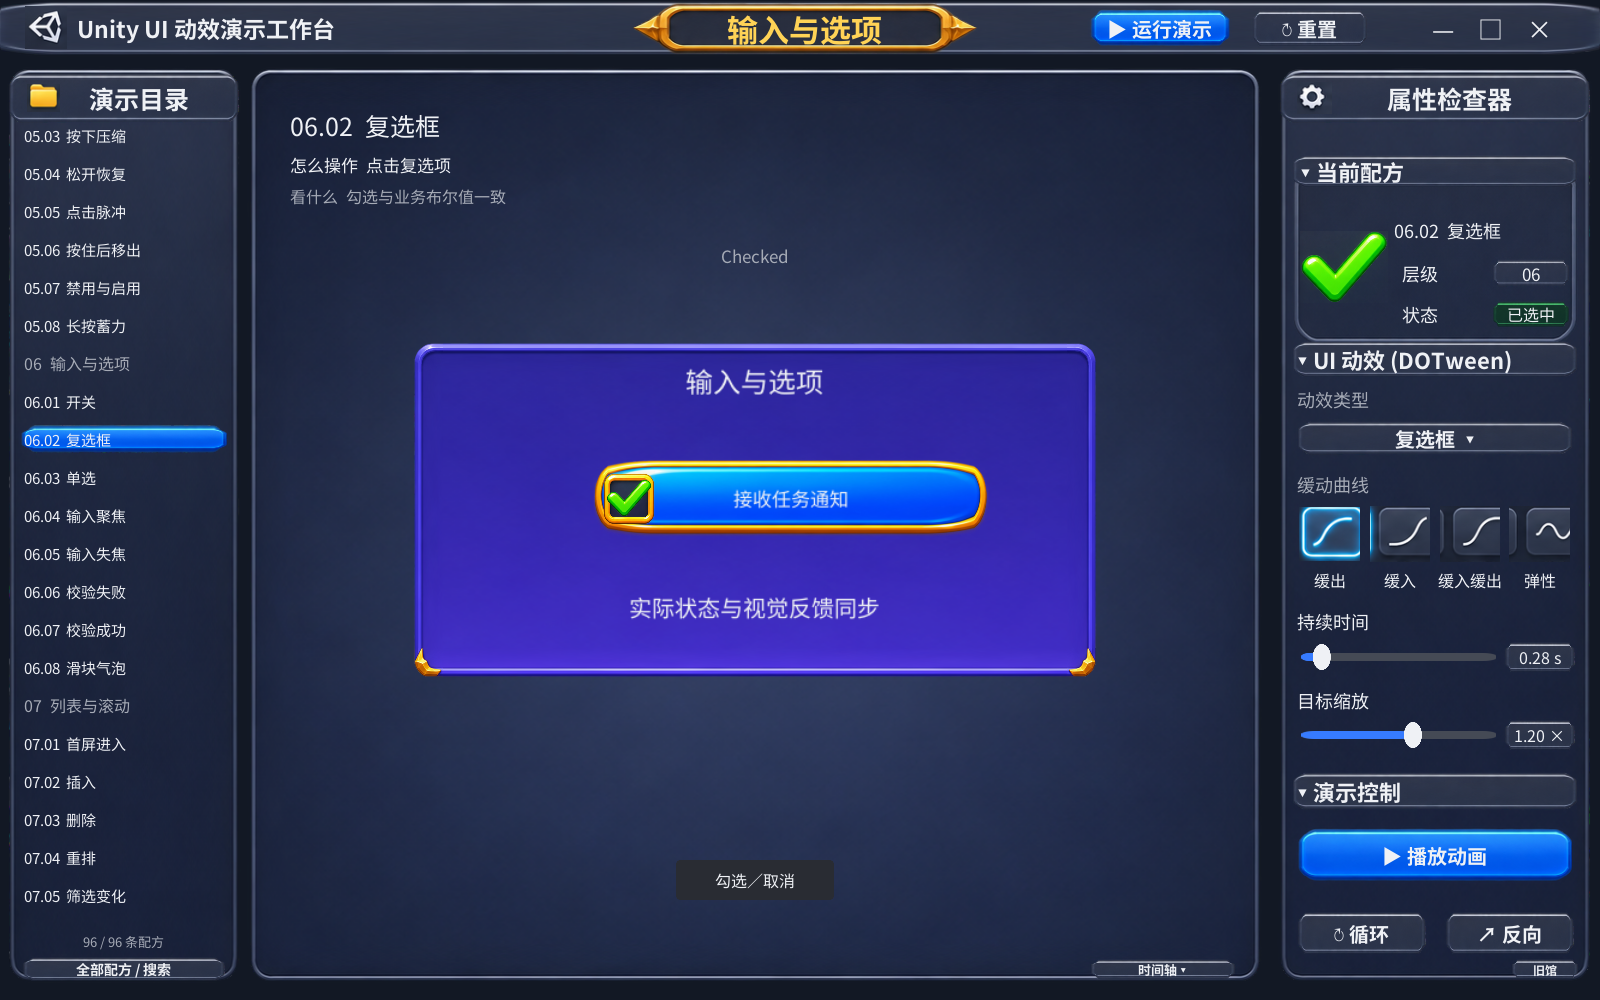 Unity UI 动效演示工作台
输入与选项
▶ 运行演示
重置
演示目录
05.03 按下压缩
05.04 松开恢复
05.05 点击脉冲
05.06 按住后移出
05.07 禁用与启用
05.08 长按蓄力
06 输入与选项
06.01 开关
06.02 复选框
06.03 单选
06.04 输入聚焦
06.05 输入失焦
06.06 校验失败
06.07 校验成功
06.08 滑块气泡
07 列表与滚动
07.01 首屏进入
07.02 插入
07.03 删除
07.04 重排
07.05 筛选变化
96 / 96 条配方
全部配方 / 搜索
06.02 复选框
怎么操作 点击复选项
看什么 勾选与业务布尔值一致
Checked
输入与选项
接收任务通知
实际状态与视觉反馈同步
勾选／取消
时间轴 ▾
属性检查器
▾ 当前配方
06.02 复选框
层级 06
状态 已选中
▾ UI 动效 (DOTween)
动效类型
复选框 ▾
缓动曲线
缓出 缓入 缓入缓出 弹性
持续时间
0.28 s
目标缩放
1.20 ×
▾ 演示控制
▶ 播放动画
循环
↗ 反向
旧馆